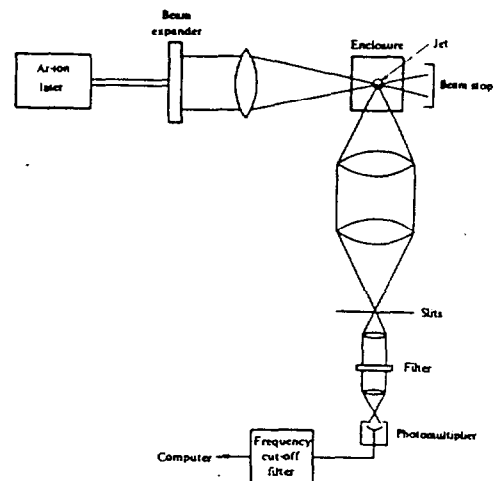 Beam
expander
Enclosure
Jet
Ar-ion
laser
Beam stop
Slits
Filter
Photomultiplier
Computer
Frequency
cut-off
filter